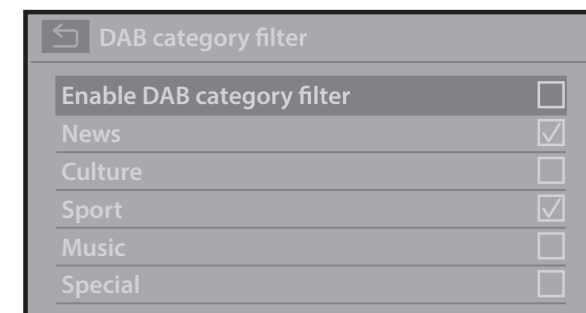 DAB category filter
Enable DAB category filter
News
Culture
Sport
Music
Special